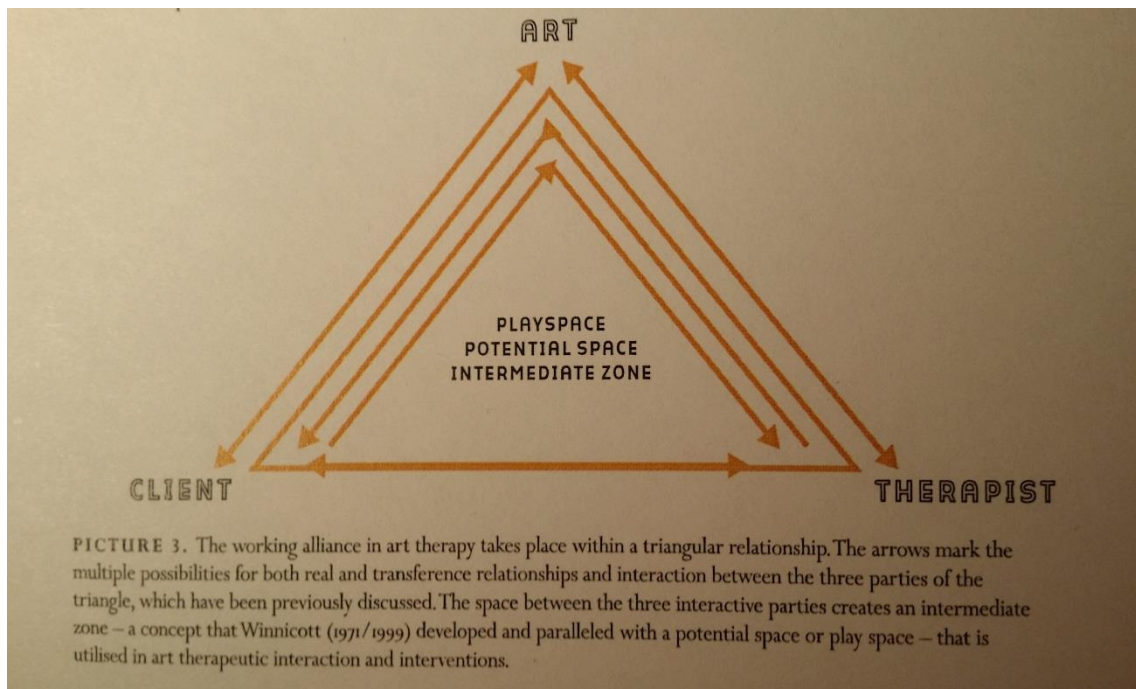 ART
PLAYSPACE
POTENTIAL SPACE
INTERMEDIATE ZONE
CLIENT
THERAPIST
PICTURE 3. The working alliance in art therapy takes place within a triangular relationship. The arrows mark the
multiple possibilities for both real and transference relationships and interaction between the three parties of the
triangle, which have been previously discussed. The space between the three interactive parties creates an intermediate
zone – a concept that Winnicott (1971/1999) developed and paralleled with a potential space or play space – that is
utilised in art therapeutic interaction and interventions.